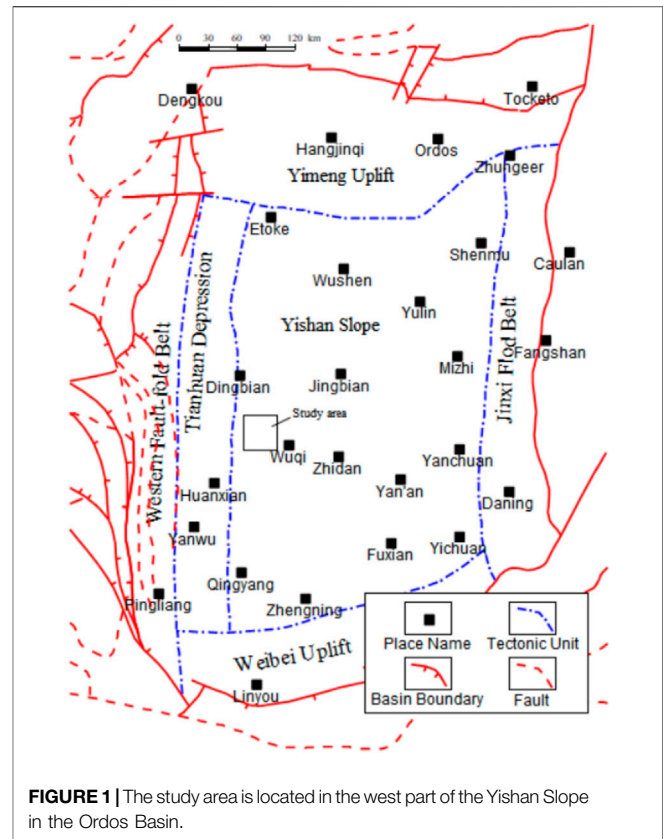 0 30 60 90 120 km
Dengkou
Tocketo
Hangjinqi
Ordos
Zhungeer
Yimeng Uplift
Etoke
Shenmu
Caulan
Wushen
Yulin
Tianhuan Depression
Yishan Slope
Western Fault-fold Belt
Jinxi Flod Belt
Fangshan
Mizhi
Dingbian
Jingbian
Study area
Wuqi
Zhidan
Yanchuan
Huanxian
Yan'an
Daning
Yanwu
Fuxian
Yichuan
Qingyang
Pingliang
Zhengning
Weibei Uplift
Linyou
Place Name
Tectonic Unit
Basin Boundary
Fault
FIGURE 1 | The study area is located in the west part of the Yishan Slope
in the Ordos Basin.